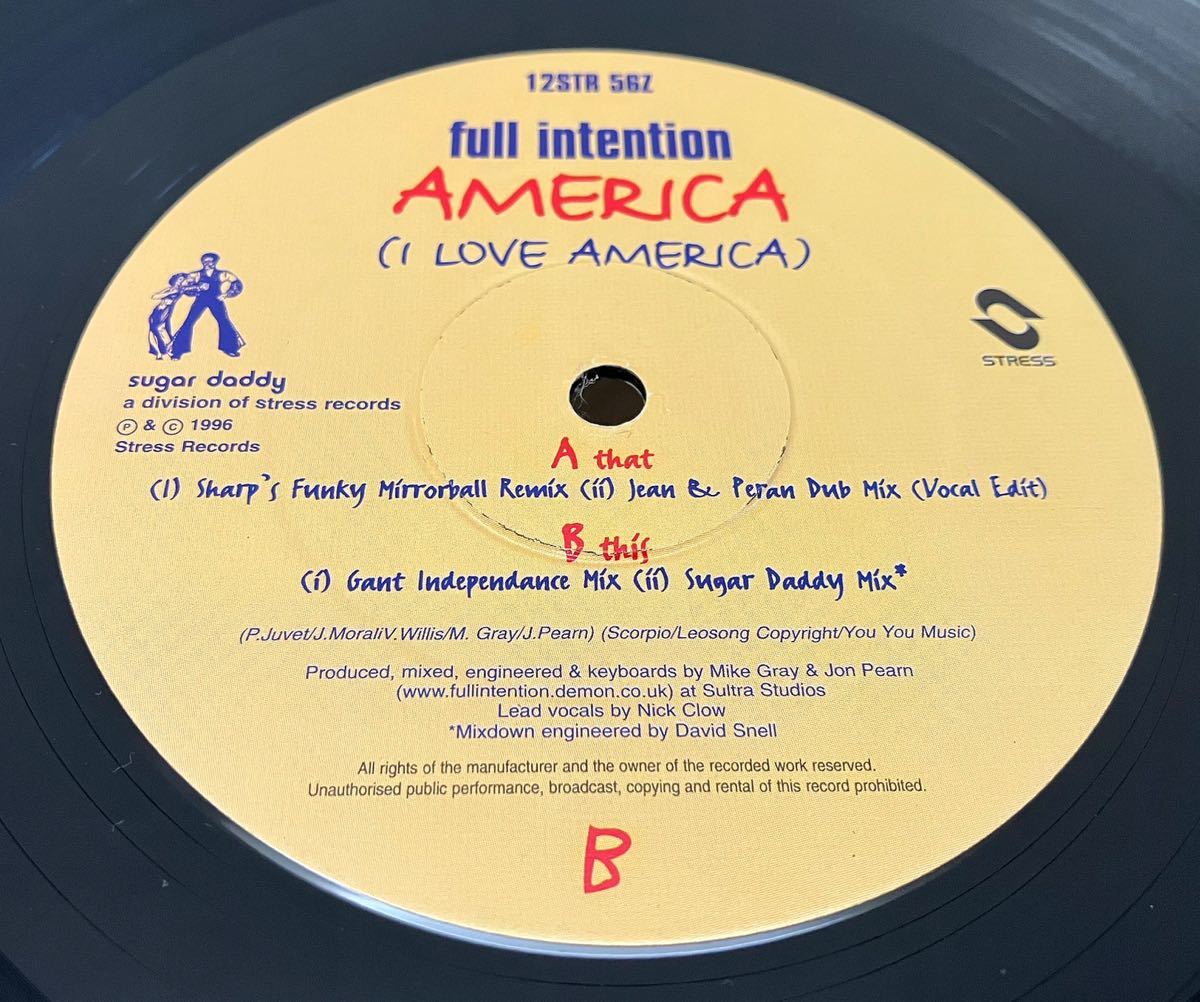 12STR 56Z
full intention
AMERICA
(I LOVE AMERICA)
sugar daddy
a division of stress records
Ⓟ & © 1996
Stress Records
STRESS
A that
(I) Sharp's Funky Mirrorball Remix (ii) Jean & Peran Dub Mix (Vocal Edit)
B this
(i) Gant Independance Mix (ii) Sugar Daddy Mix*
(P.Juvet/J.MoraliV.Willis/M. Gray/J.Pearn) (Scorpio/Leosong Copyright/You You Music)
Produced, mixed, engineered & keyboards by Mike Gray & Jon Pearn
(www.fullintention.demon.co.uk) at Sultra Studios
Lead vocals by Nick Clow
*Mixdown engineered by David Snell
All rights of the manufacturer and the owner of the recorded work reserved.
Unauthorised public performance, broadcast, copying and rental of this record prohibited.
B